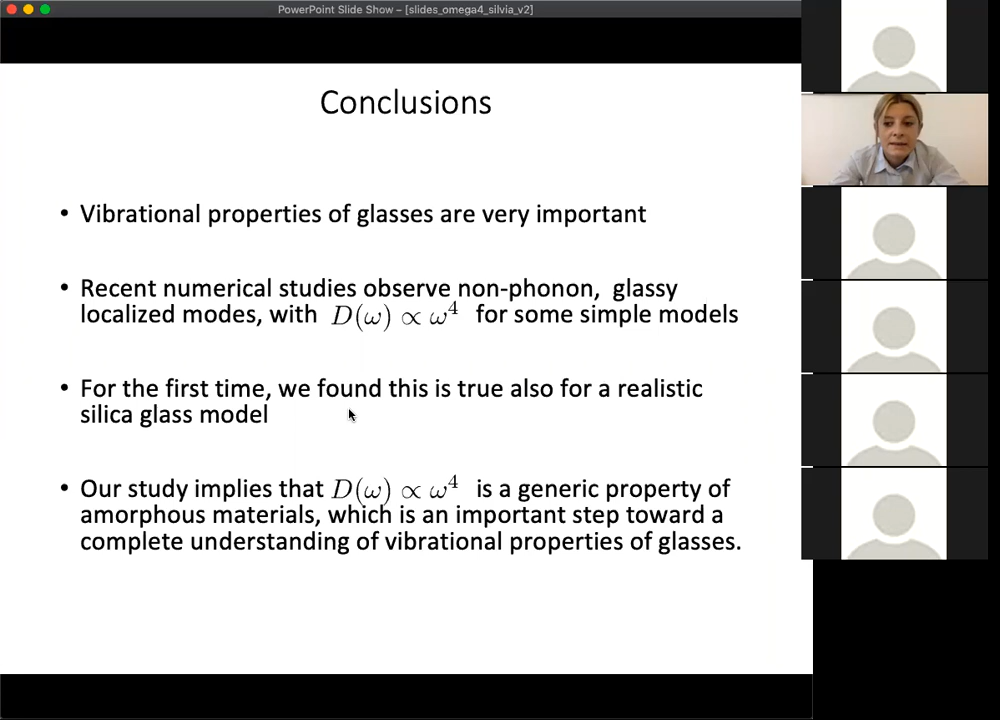 PowerPoint Slide Show – [slides_omega4_silvia_v2]
Conclusions
• Vibrational properties of glasses are very important
• Recent numerical studies observe non-phonon, glassy
localized modes, with D(ω) ∝ ω⁴ for some simple models
• For the first time, we found this is true also for a realistic
silica glass model
• Our study implies that D(ω) ∝ ω⁴ is a generic property of
amorphous materials, which is an important step toward a
complete understanding of vibrational properties of glasses.